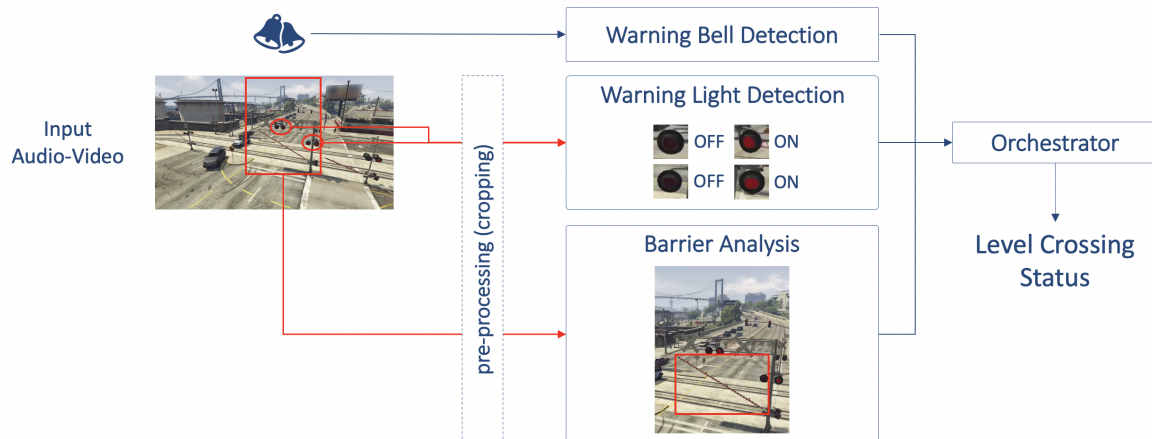 Warning Bell Detection
Input
Audio-Video
pre-processing (cropping)
Warning Light Detection
OFF ON
OFF ON
Barrier Analysis
Orchestrator
Level Crossing
Status